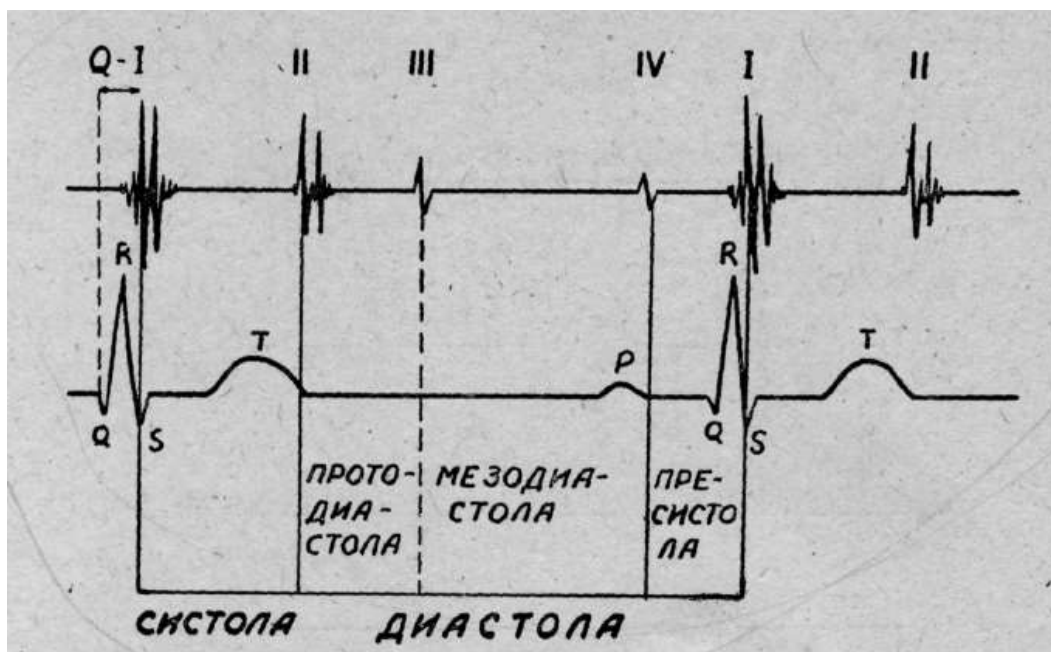 Q-I II III IV I II
R R
T P T
Q S Q S
ПРОТО-
ДИА-
СТОЛА
МЕЗОДИА-
СТОЛА
ПРЕ-
СИСТО
ЛА
СИСТОЛА ДИАСТОЛА